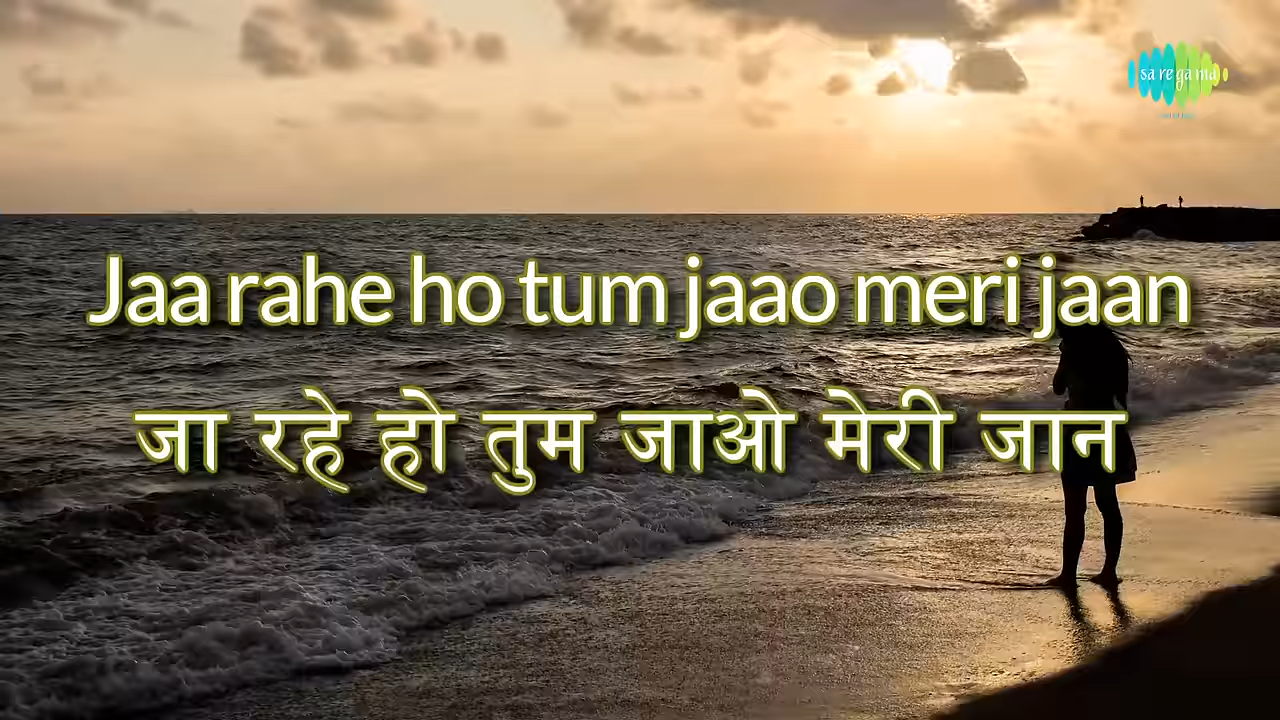 sa re ga ma
Jaa rahe ho tum jaao meri jaan
जा रहे हो तुम जाओ मेरी जान